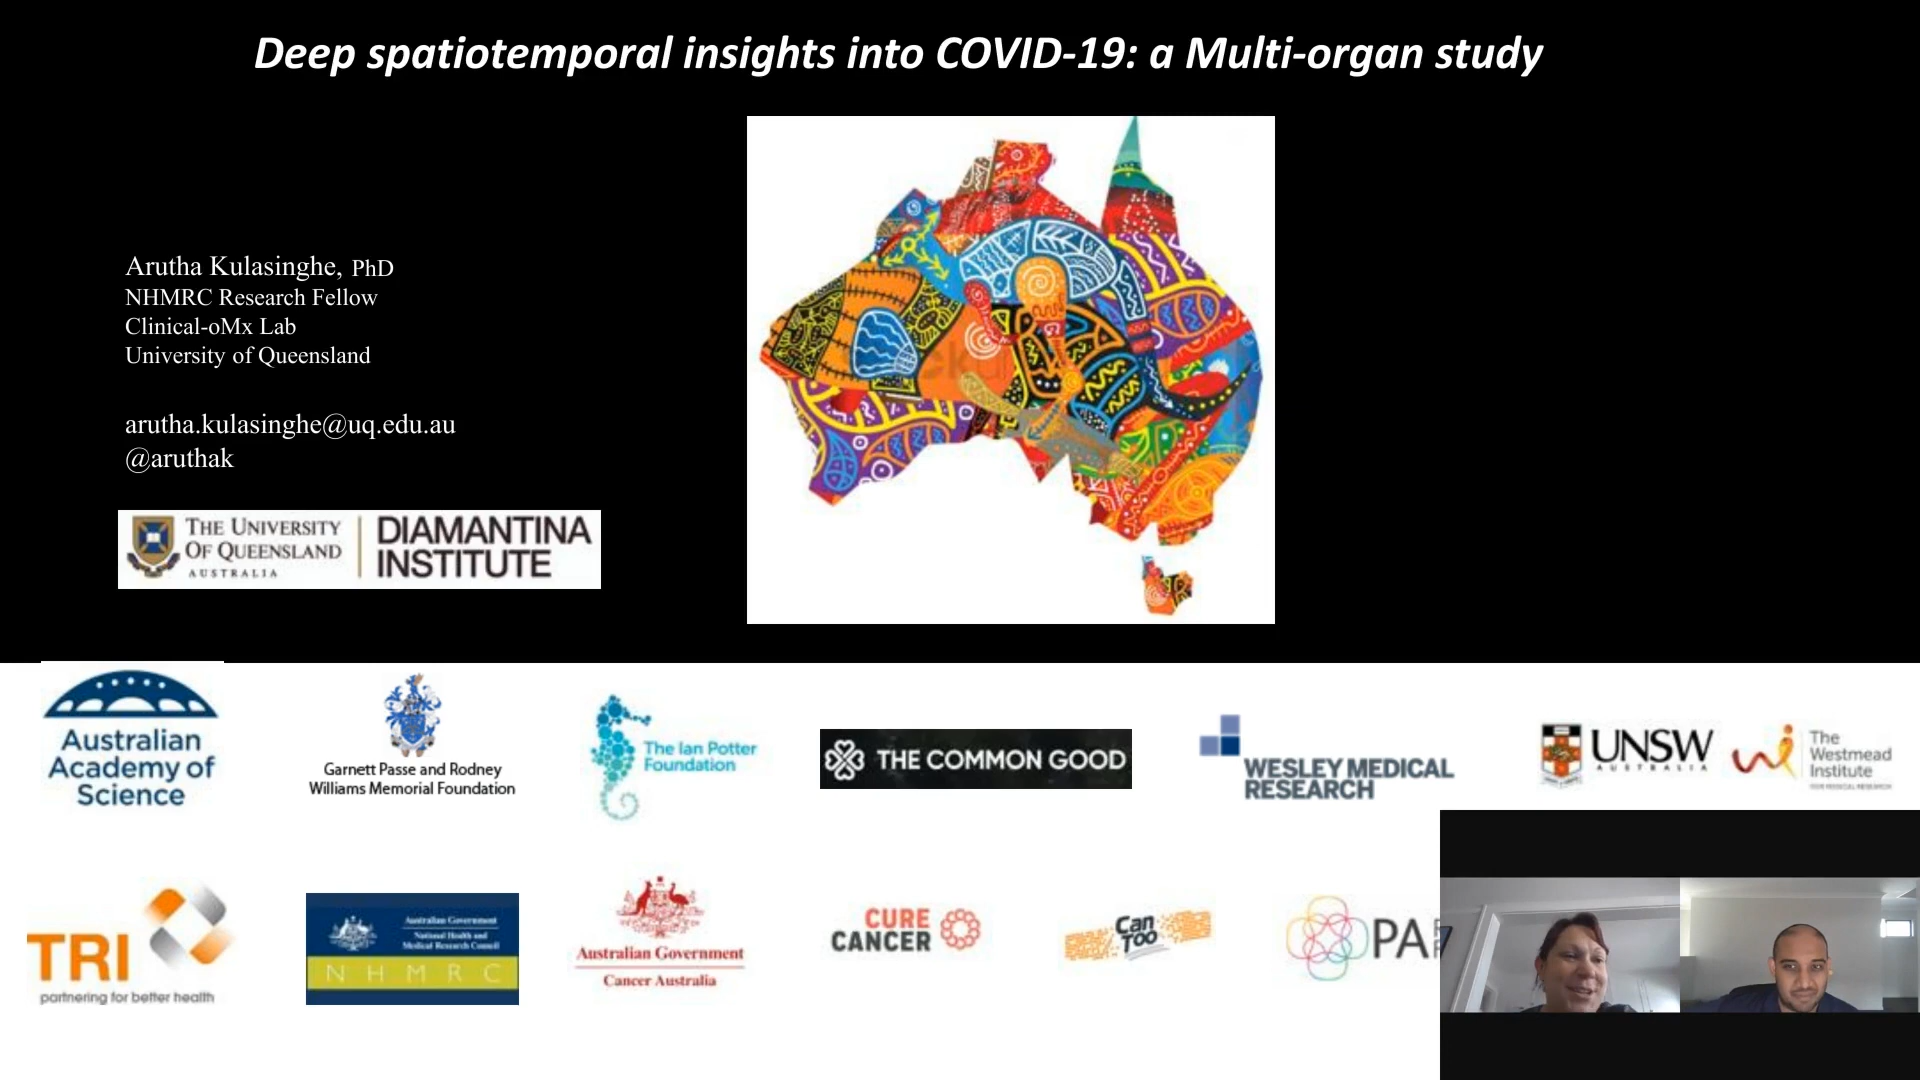 Deep spatiotemporal insights into COVID-19: a Multi-organ study
Arutha Kulasinghe, PhD
NHMRC Research Fellow
Clinical-oMx Lab
University of Queensland
arutha.kulasinghe@uq.edu.au
@aruthak
THE UNIVERSITY
OF QUEENSLAND
AUSTRALIA
DIAMANTINA
INSTITUTE
Australian
Academy of
Science
Garnett Passe and Rodney
Williams Memorial Foundation
The Ian Potter
Foundation
THE COMMON GOOD
WESLEY MEDICAL
RESEARCH
UNSW
AUSTRALIA
The
Westmead
Institute
FOR MEDICAL RESEARCH
TRI
partnering for better health
Australian Government
National Health and
Medical Research Council
NHMRC
Australian Government
Cancer Australia
CURE
CANCER
Can
Too
PA